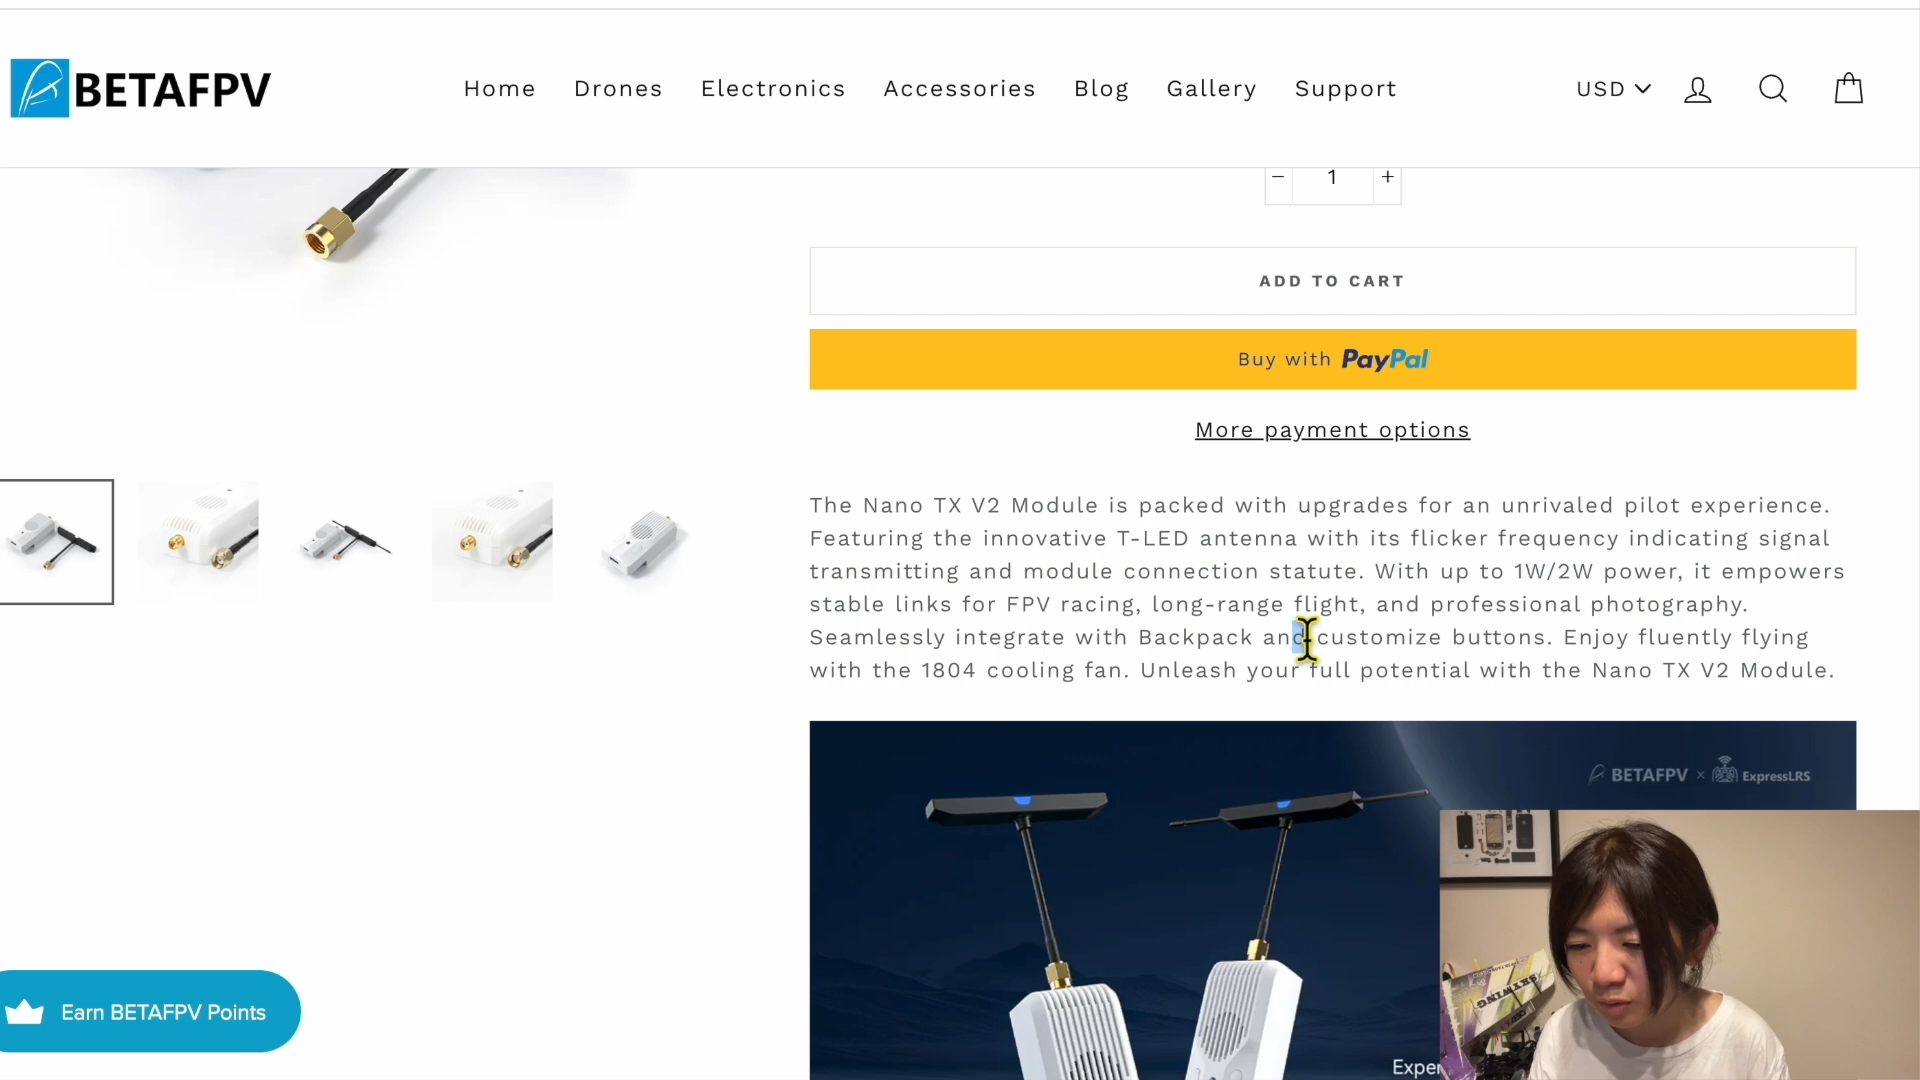 BETAFPV
Home Drones Electronics Accessories Blog Gallery Support
USD
− 1 +
ADD TO CART
Buy with PayPal
More payment options
The Nano TX V2 Module is packed with upgrades for an unrivaled pilot experience.
Featuring the innovative T-LED antenna with its flicker frequency indicating signal
transmitting and module connection statute. With up to 1W/2W power, it empowers
stable links for FPV racing, long-range flight, and professional photography.
Seamlessly integrate with Backpack and customize buttons. Enjoy fluently flying
with the 1804 cooling fan. Unleash your full potential with the Nano TX V2 Module.
BETAFPV × ExpressLRS
Exper
SKYWING
Earn BETAFPV Points